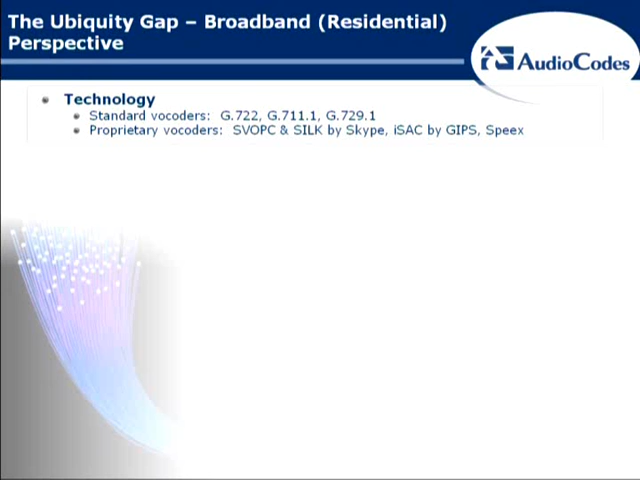 The Ubiquity Gap – Broadband (Residential)
Perspective
AudioCodes
Technology
Standard vocoders: G.722, G.711.1, G.729.1
Proprietary vocoders: SVOPC & SILK by Skype, iSAC by GIPS, Speex